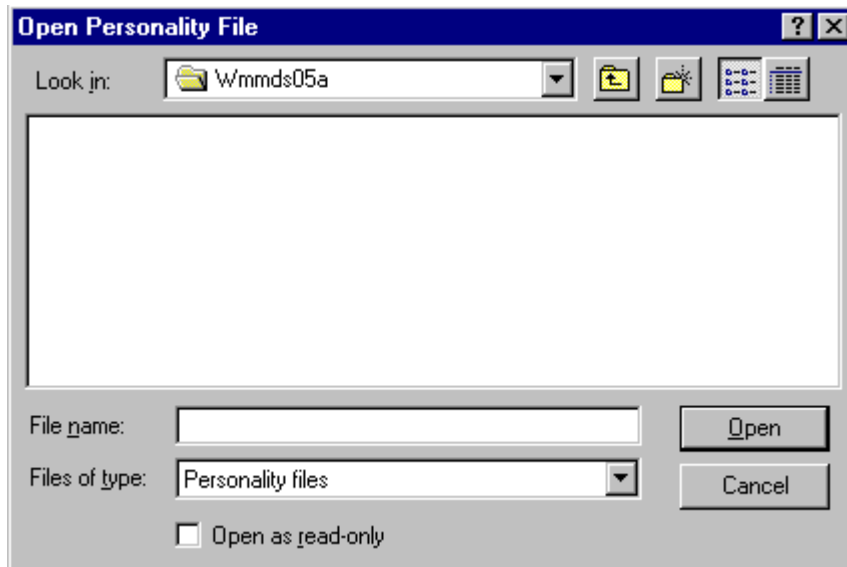 Open Personality File
Look in: Wmmds05a
File name: Open
Files of type: Personality files Cancel
Open as read-only